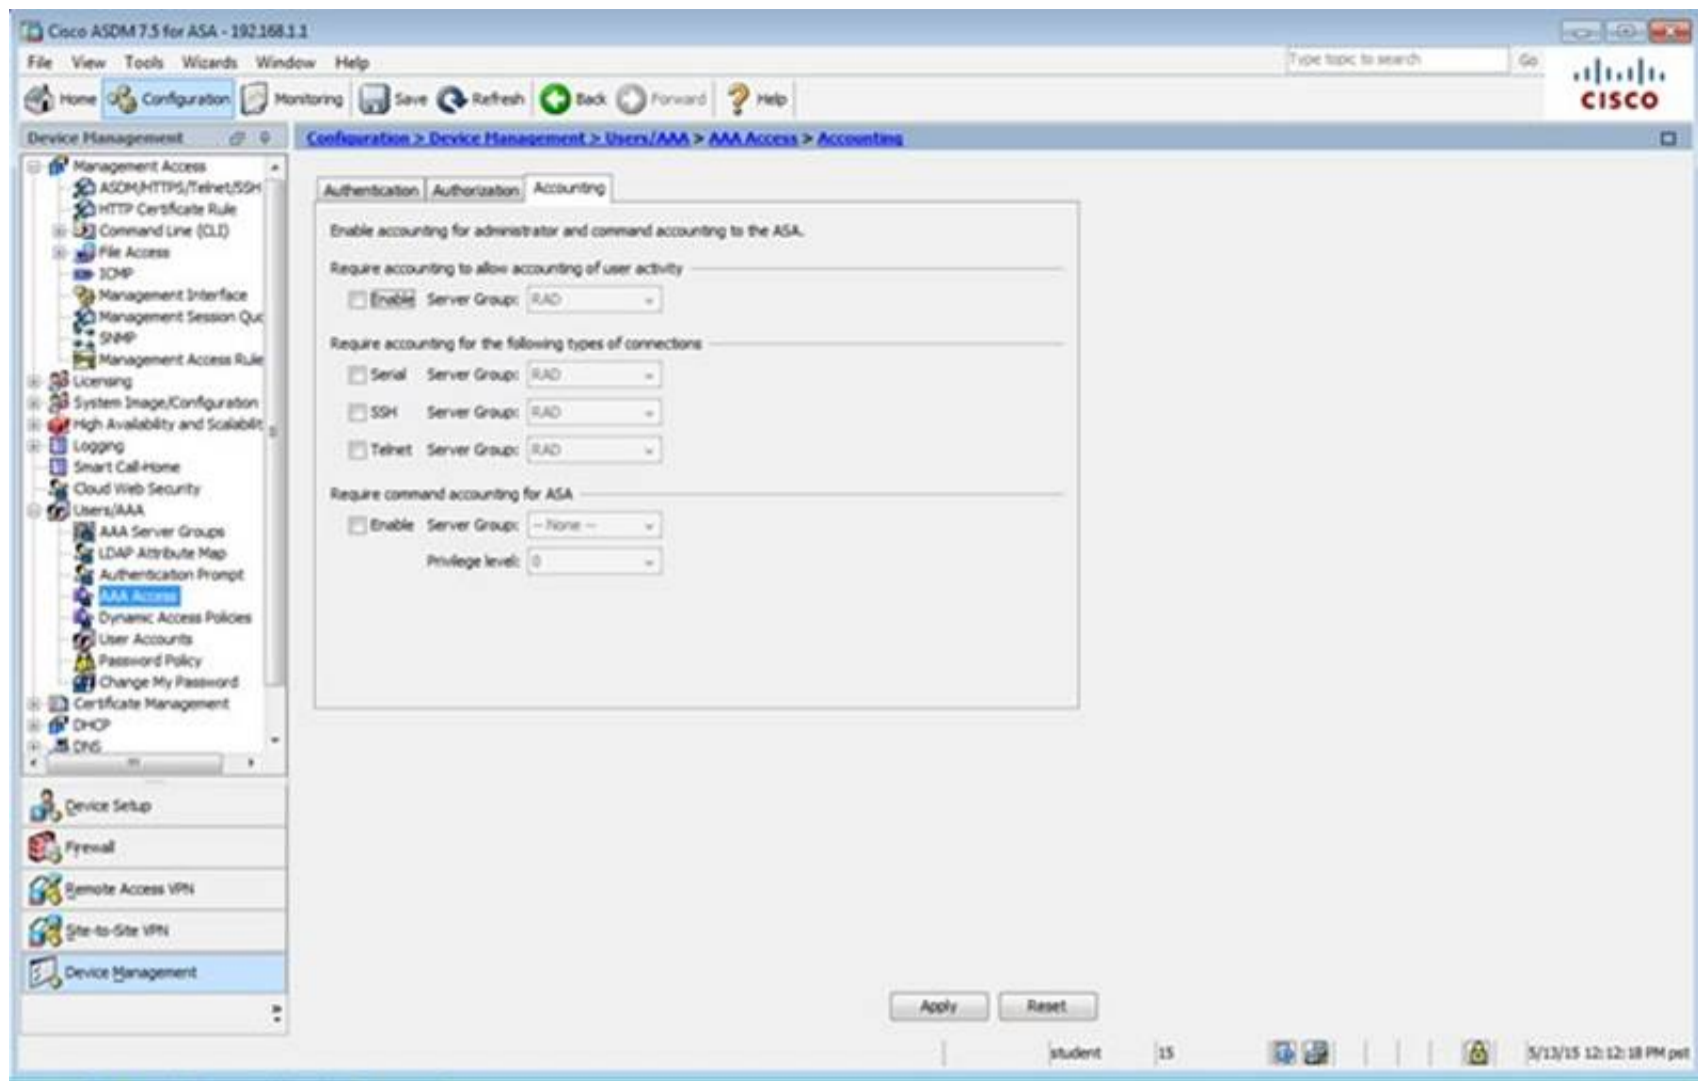 Cisco ASDM 7.5 for ASA - 192.168.1.1
File View Tools Wizards Window Help
Type topic to search Go
Home Configuration Monitoring Save Refresh Back Forward Help
CISCO
Device Management
Configuration > Device Management > Users/AAA > AAA Access > Accounting
Management Access
ASDM/HTTPS/Telnet/SSH
HTTP Certificate Rule
Command Line (CLI)
File Access
ICMP
Management Interface
Management Session Quo
SNMP
Management Access Rule
Licensing
System Image/Configuration
High Availability and Scalabilit
Logging
Smart Call-Home
Cloud Web Security
Users/AAA
AAA Server Groups
LDAP Attribute Map
Authentication Prompt
AAA Access
Dynamic Access Policies
User Accounts
Password Policy
Change My Password
Certificate Management
DHCP
DNS
Device Setup
Firewall
Remote Access VPN
Site-to-Site VPN
Device Management
Authentication Authorization Accounting
Enable accounting for administrator and command accounting to the ASA.
Require accounting to allow accounting of user activity
Enable Server Group: RAD
Require accounting for the following types of connections
Serial Server Group: RAD
SSH Server Group: RAD
Telnet Server Group: RAD
Require command accounting for ASA
Enable Server Group: -- None --
Privilege level: 0
Apply Reset
student 15 5/13/15 12:12:18 PM pst